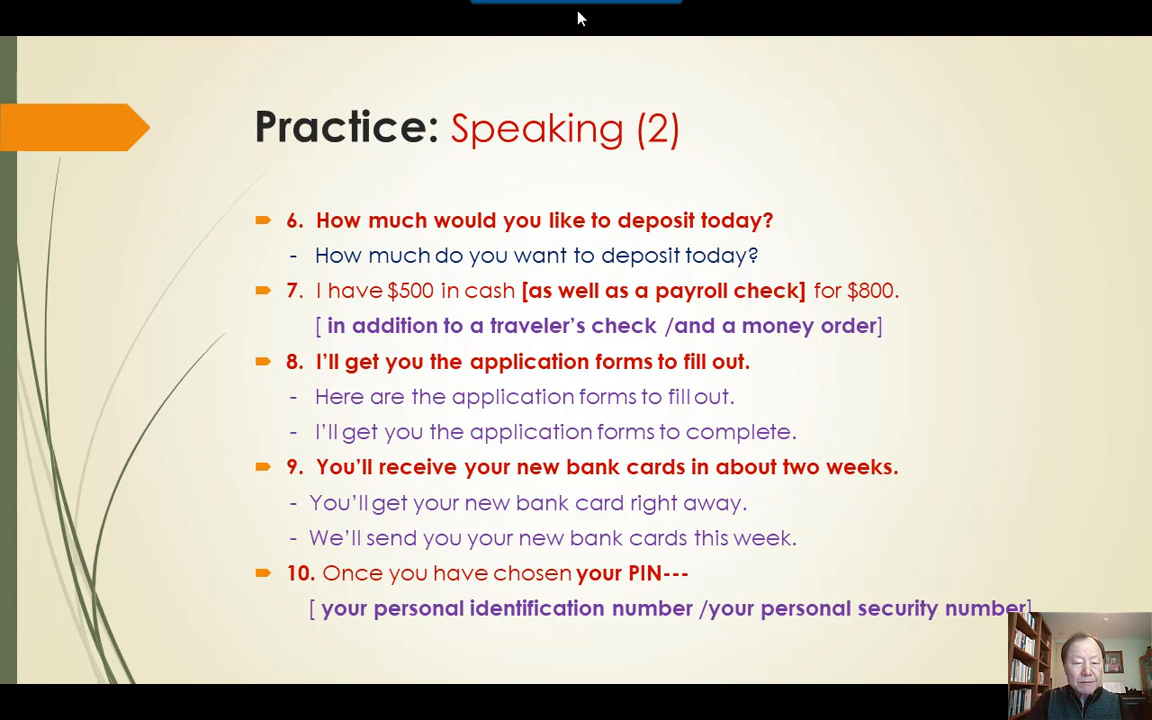 Practice: Speaking (2)
6. How much would you like to deposit today?
- How much do you want to deposit today?
7. I have $500 in cash [as well as a payroll check] for $800.
[ in addition to a traveler's check /and a money order]
8. I'll get you the application forms to fill out.
- Here are the application forms to fill out.
- I'll get you the application forms to complete.
9. You'll receive your new bank cards in about two weeks.
- You'll get your new bank card right away.
- We'll send you your new bank cards this week.
10. Once you have chosen your PIN---
[ your personal identification number /your personal security number]